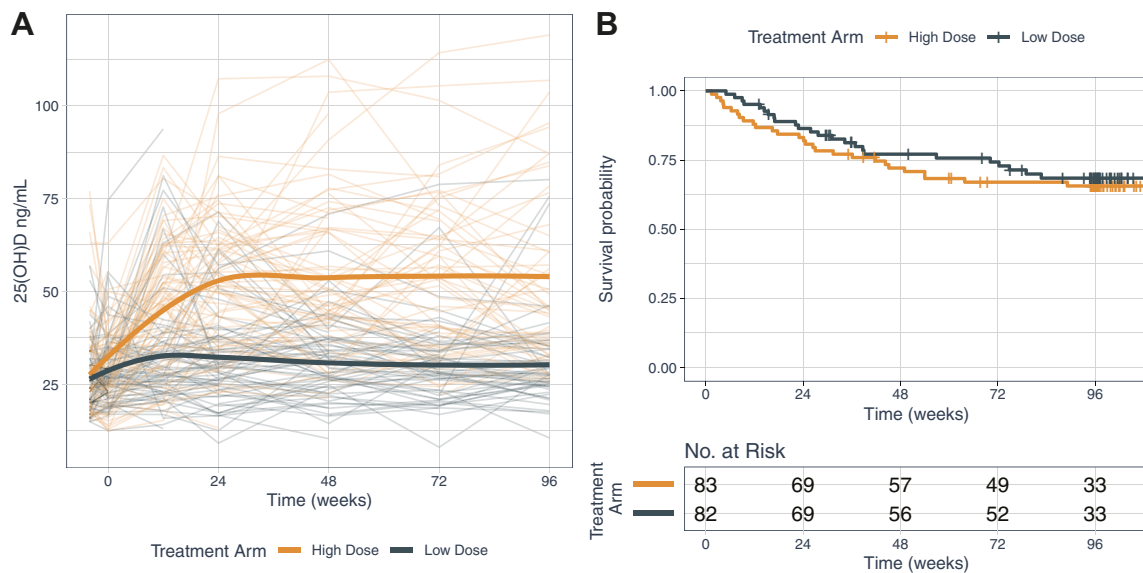 A
25(OH)D ng/mL
100
75
50
25
0 24 48 72 96
Time (weeks)
Treatment Arm High Dose Low Dose
B
Treatment Arm High Dose Low Dose
Survival probability
1.00
0.75
0.50
0.25
0.00
0 24 48 72 96
Time (weeks)
No. at Risk
Treatment
Arm
83 69 57 49 33
82 69 56 52 33
0 24 48 72 96
Time (weeks)